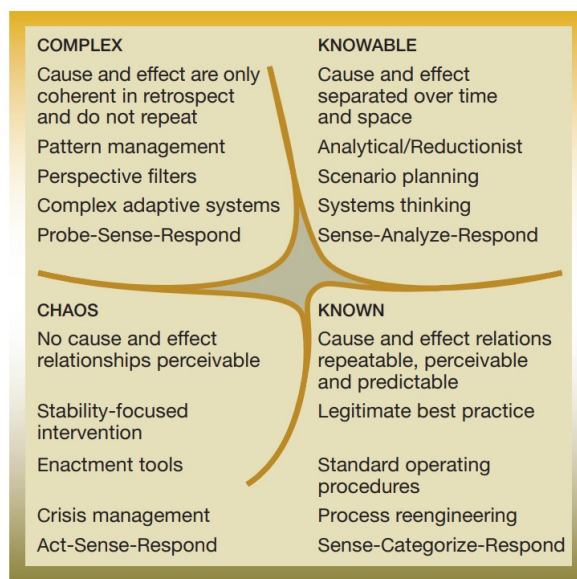 COMPLEX
Cause and effect are only
coherent in retrospect
and do not repeat
Pattern management
Perspective filters
Complex adaptive systems
Probe-Sense-Respond
KNOWABLE
Cause and effect
separated over time
and space
Analytical/Reductionist
Scenario planning
Systems thinking
Sense-Analyze-Respond
CHAOS
No cause and effect
relationships perceivable
Stability-focused
intervention
Enactment tools
Crisis management
Act-Sense-Respond
KNOWN
Cause and effect relations
repeatable, perceivable
and predictable
Legitimate best practice
Standard operating
procedures
Process reengineering
Sense-Categorize-Respond